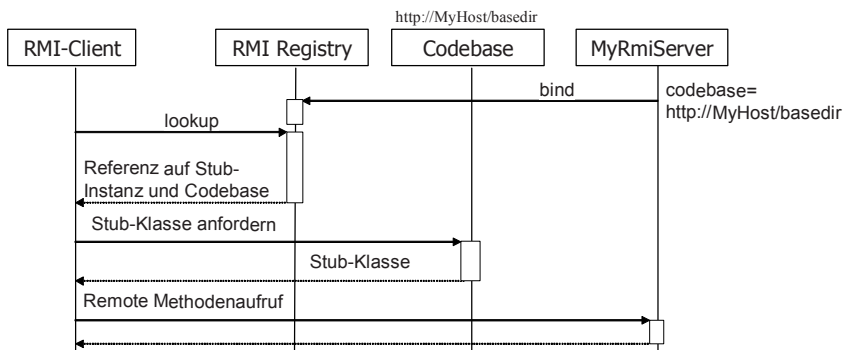 http://MyHost/basedir
RMI-Client
RMI Registry
Codebase
MyRmiServer
bind
codebase=
http://MyHost/basedir
lookup
Referenz auf Stub-
Instanz und Codebase
Stub-Klasse anfordern
Stub-Klasse
Remote Methodenaufruf